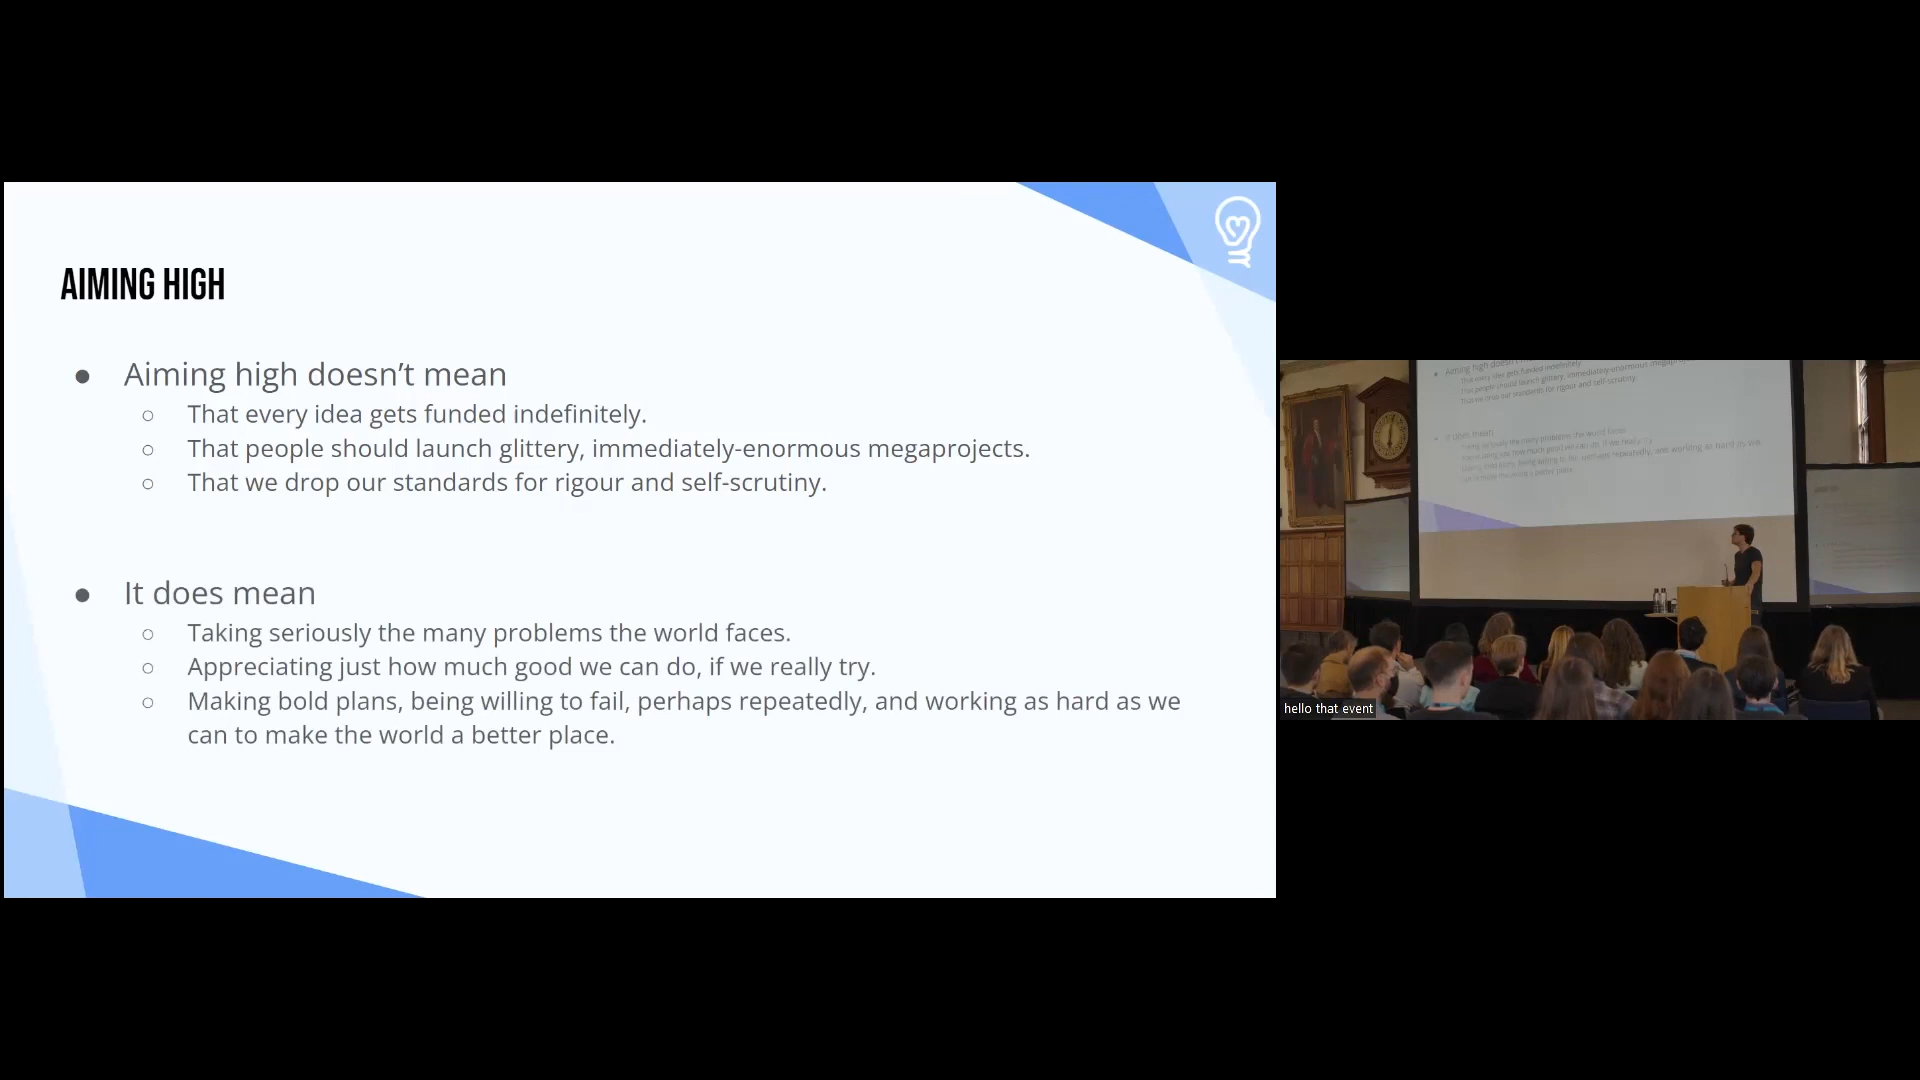 AIMING HIGH
● Aiming high doesn’t mean
○ That every idea gets funded indefinitely.
○ That people should launch glittery, immediately-enormous megaprojects.
○ That we drop our standards for rigour and self-scrutiny.
● It does mean
○ Taking seriously the many problems the world faces.
○ Appreciating just how much good we can do, if we really try.
○ Making bold plans, being willing to fail, perhaps repeatedly, and working as hard as we
can to make the world a better place.
hello that event